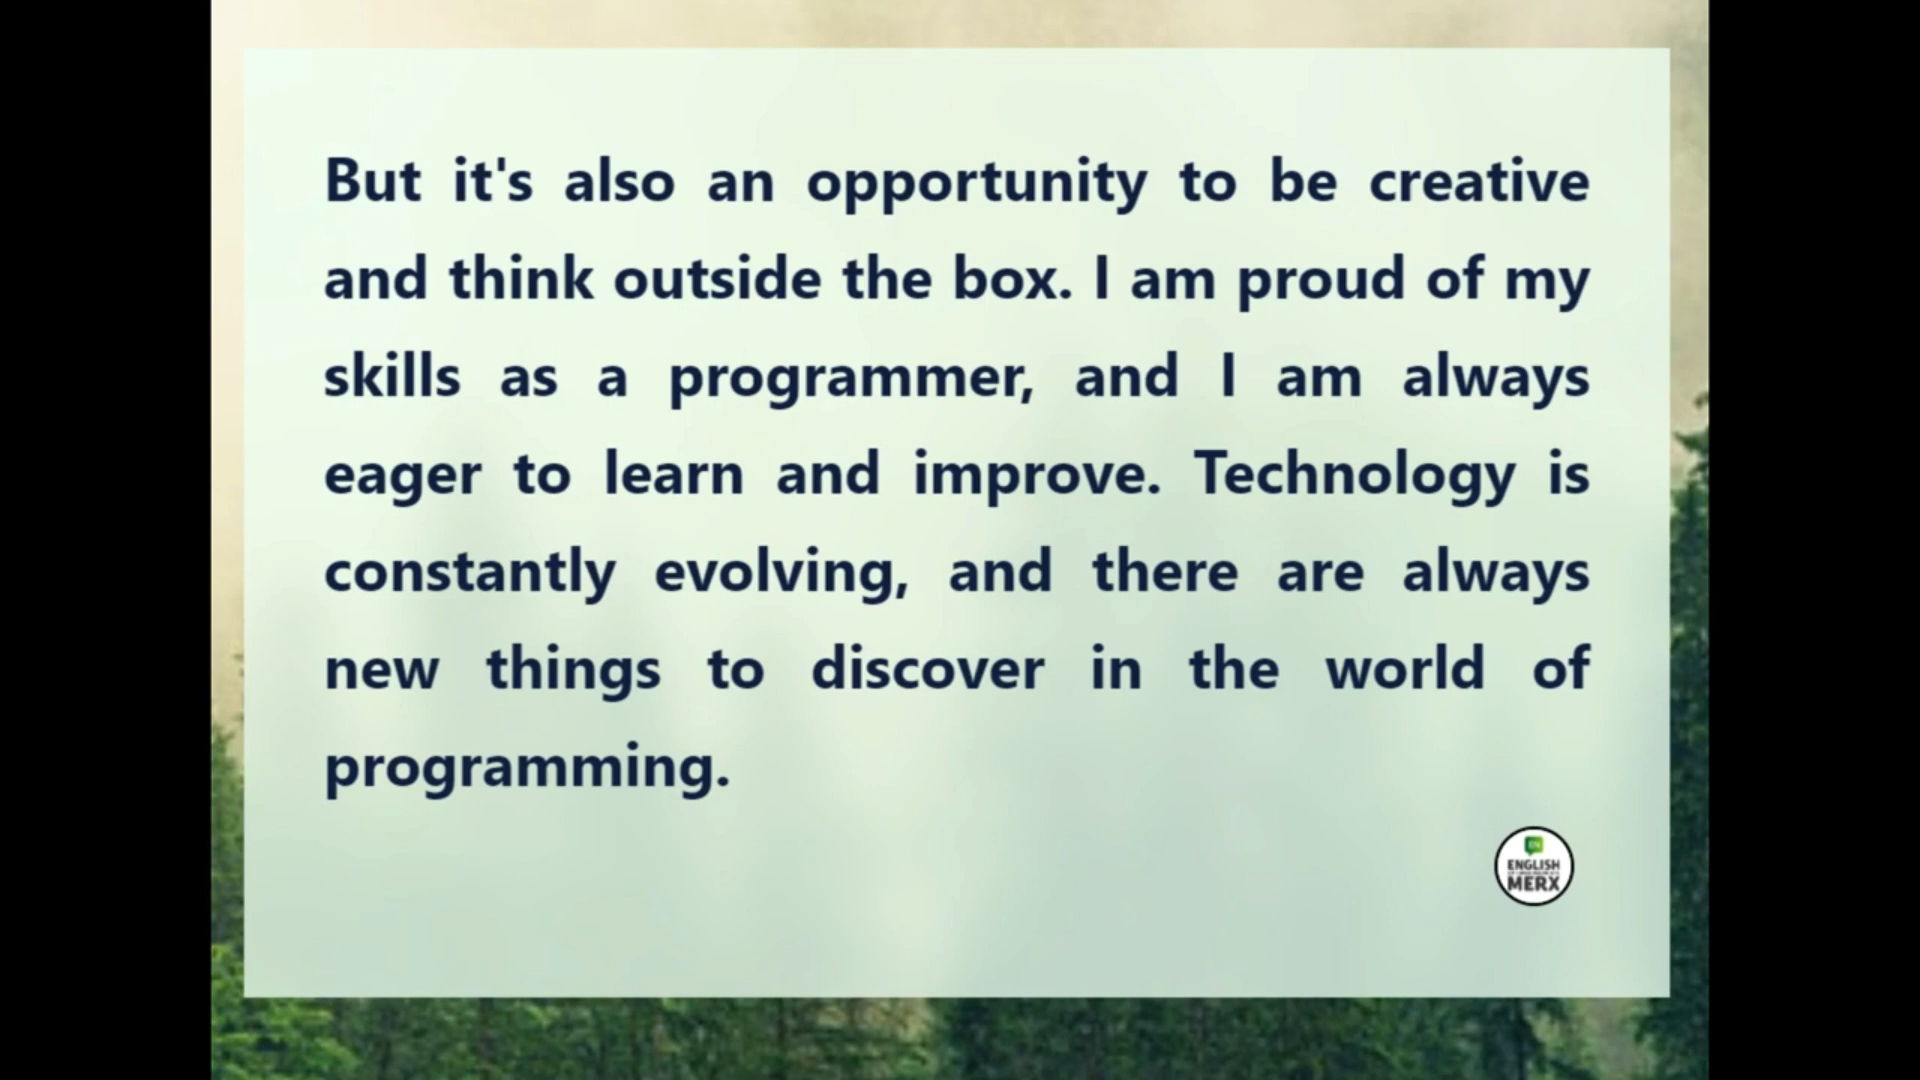 But it's also an opportunity to be creative
and think outside the box. I am proud of my
skills as a programmer, and I am always
eager to learn and improve. Technology is
constantly evolving, and there are always
new things to discover in the world of
programming.
EN
ENGLISH
MERX